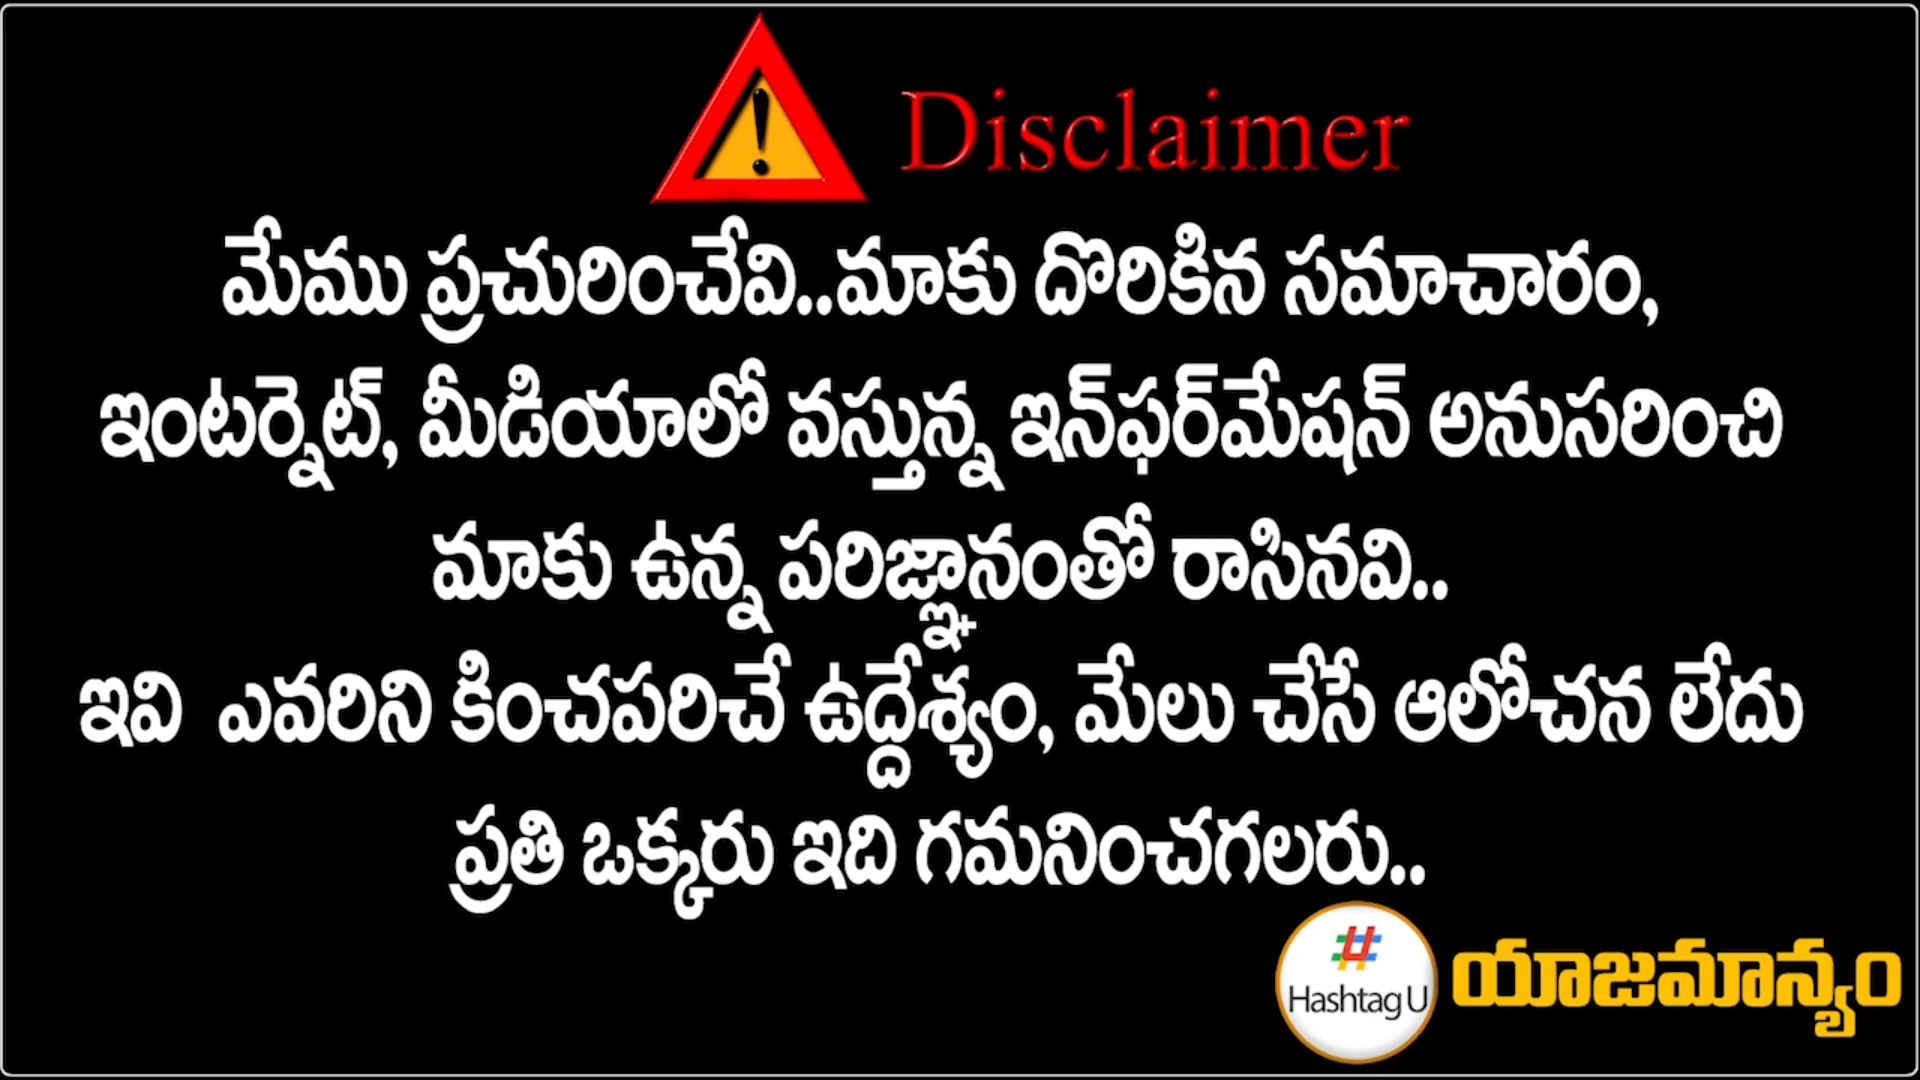 Disclaimer
మేము ప్రచురించేవి..మాకు దొరికిన సమాచారం,
ఇంటర్నెట్, మీడియాలో వస్తున్న ఇన్‌ఫర్‌మేషన్ అనుసరించి
మాకు ఉన్న పరిజ్ఞానంతో రాసినవి..
ఇవి ఎవరిని కించపరిచే ఉద్దేశ్యం, మేలు చేసే ఆలోచన లేదు
ప్రతి ఒక్కరు ఇది గమనించగలరు..
# Hashtag U
యాజమాన్యం